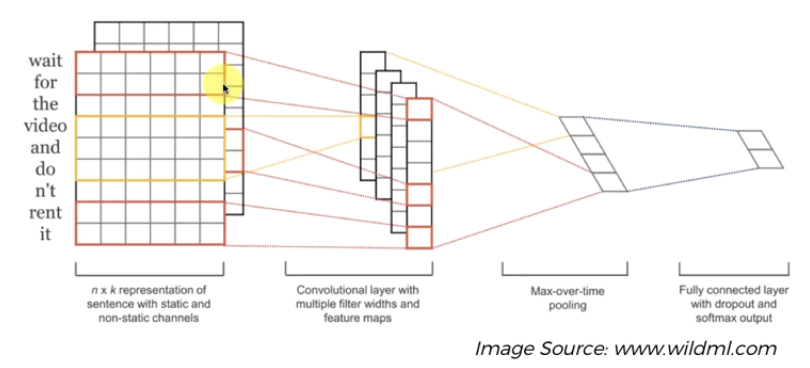 wait
for
the
video
and
do
n't
rent
it
n x k representation of
sentence with static and
non-static channels
Convolutional layer with
multiple filter widths and
feature maps
Max-over-time
pooling
Fully connected layer
with dropout and
softmax output
Image Source: www.wildml.com